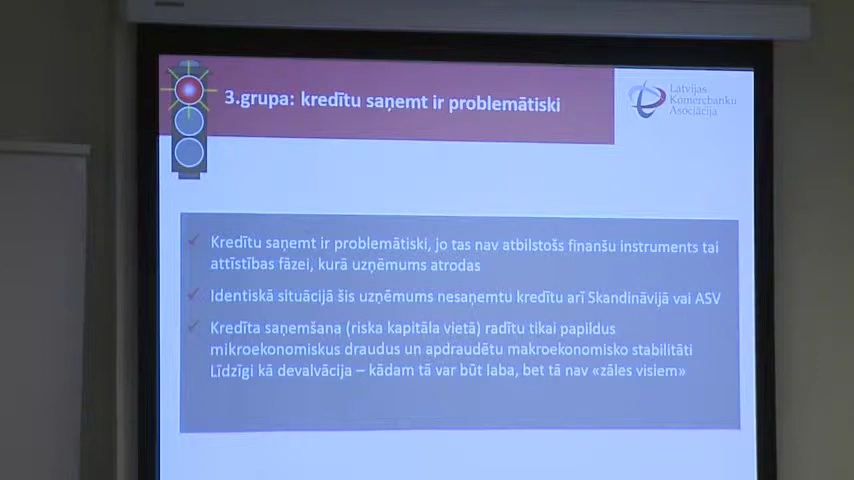 3.grupa: kredītu saņemt ir problemātiski
Latvijas
Komercbanku
Asociācija
Kredītu saņemt ir problemātiski, jo tas nav atbilstošs finanšu instruments tai
attīstības fāzei, kurā uzņēmums atrodas
Identiskā situācijā šis uzņēmums nesaņemtu kredītu arī Skandināvijā vai ASV
Kredīta saņemšana (riska kapitāla vietā) radītu tikai papildus
mikroekonomiskus draudus un apdraudētu makroekonomisko stabilitāti
Līdzīgi kā devalvācija – kādam tā var būt laba, bet tā nav «zāles visiem»